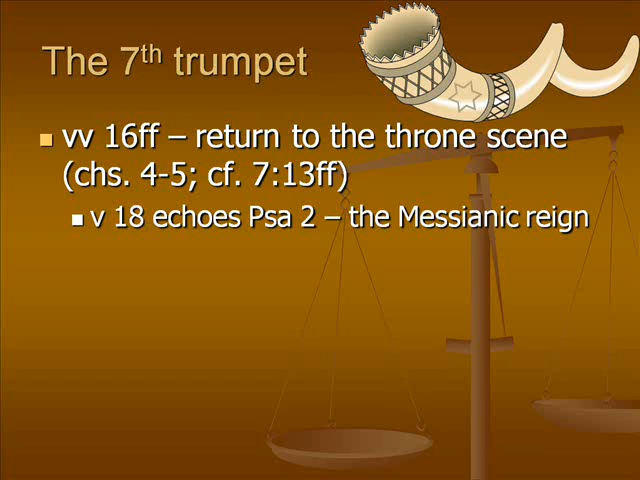 The 7th trumpet
vv 16ff – return to the throne scene
(chs. 4-5; cf. 7:13ff)
v 18 echoes Psa 2 – the Messianic reign